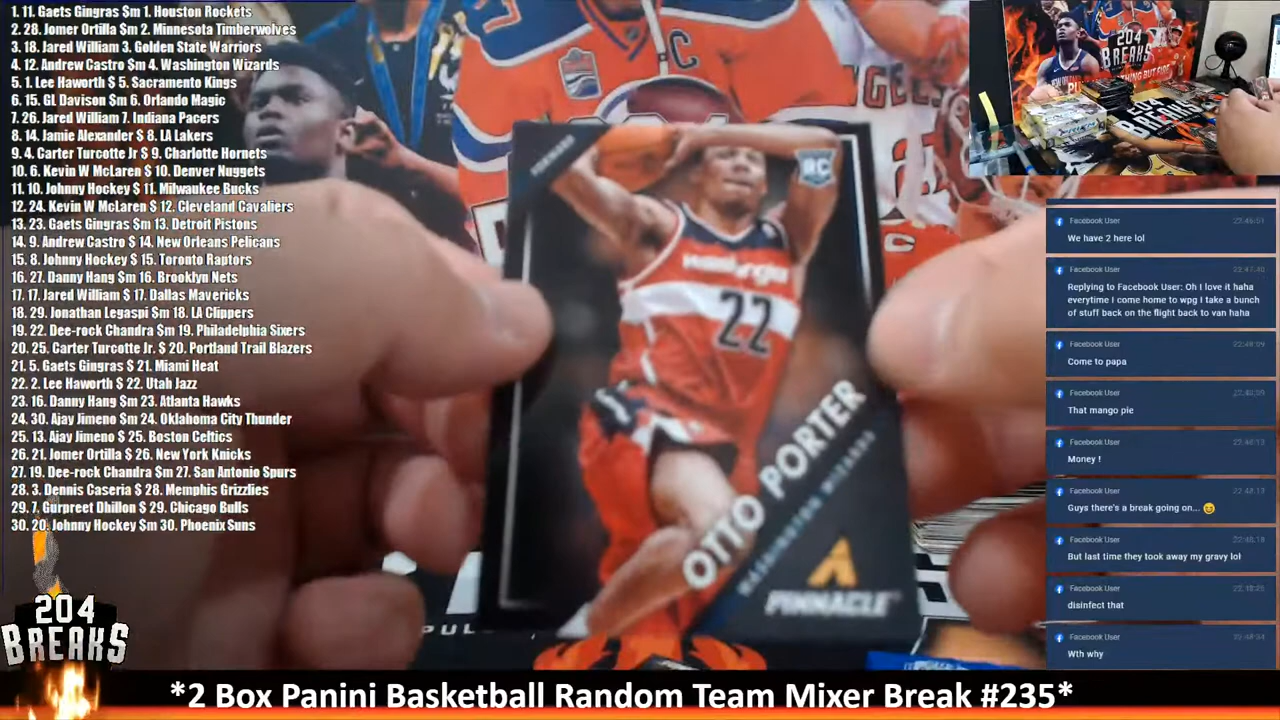 1. 11. Gaets Gingras $m 1. Houston Rockets
2. 28. Jomer Ortilla $m 2. Minnesota Timberwolves
3. 18. Jared William 3. Golden State Warriors
4. 12. Andrew Castro $m 4. Washington Wizards
5. 1. Lee Haworth $ 5. Sacramento Kings
6. 15. GL Davison $m 6. Orlando Magic
7. 26. Jared William 7. Indiana Pacers
8. 14. Jamie Alexander $ 8. LA Lakers
9. 4. Carter Turcotte Jr $ 9. Charlotte Hornets
10. 6. Kevin W McLaren $ 10. Denver Nuggets
11. 10. Johnny Hockey $ 11. Milwaukee Bucks
12. 24. Kevin W McLaren $ 12. Cleveland Cavaliers
13. 23. Gaets Gingras $m 13. Detroit Pistons
14. 9. Andrew Castro $ 14. New Orleans Pelicans
15. 8. Johnny Hockey $ 15. Toronto Raptors
16. 27. Danny Hang $m 16. Brooklyn Nets
17. 17. Jared William $ 17. Dallas Mavericks
18. 29. Jonathan Legaspi $m 18. LA Clippers
19. 22. Dee-rock Chandra $m 19. Philadelphia Sixers
20. 25. Carter Turcotte Jr. $ 20. Portland Trail Blazers
21. 5. Gaets Gingras $ 21. Miami Heat
22. 2. Lee Haworth $ 22. Utah Jazz
23. 16. Danny Hang $m 23. Atlanta Hawks
24. 30. Ajay Jimeno $m 24. Oklahoma City Thunder
25. 13. Ajay Jimeno $ 25. Boston Celtics
26. 21. Jomer Ortilla $ 26. New York Knicks
27. 19. Dee-rock Chandra $m 27. San Antonio Spurs
28. 3. Dennis Caseria $ 28. Memphis Grizzlies
29. 7. Gurpreet Dhillon $ 29. Chicago Bulls
30. 20. Johnny Hockey $m 30. Phoenix Suns
204
BREAKS
FORWARD
RC
C
Washington
22
OTTO PORTER
WASHINGTON WIZARDS
PINNACLE
204
BREAKS
Facebook User
We have 2 here lol
Facebook User
Replying to Facebook User: Oh I love it haha
everytime I come home to wpg I take a bunch
of stuff back on the flight back to van haha
Facebook User
Come to papa
Facebook User
That mango pie
Facebook User
Money !
Facebook User
Guys there's a break going on... 😉
Facebook User
But last time they took away my gravy lol
Facebook User
disinfect that
Facebook User
Wth why
*2 Box Panini Basketball Random Team Mixer Break #235*